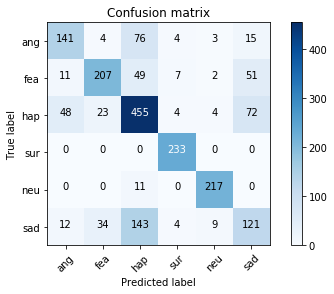 Confusion matrix
ang 141 4 76 4 3 15
fea 11 207 49 7 2 51
hap 48 23 455 4 4 72
sur 0 0 0 233 0 0
neu 0 0 11 0 217 0
sad 12 34 143 4 9 121
ang fea hap sur neu sad
True label
Predicted label
400
300
200
100
0